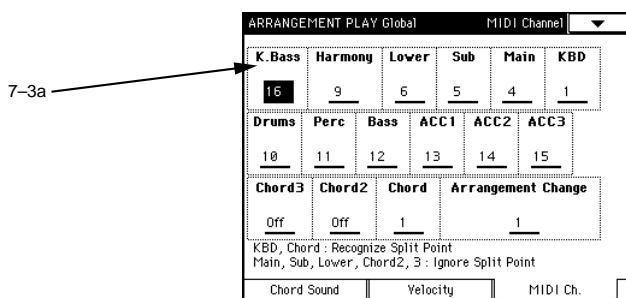 ARRANGEMENT PLAY Global MIDI Channel
7–3a
K.Bass Harmony Lower Sub Main KBD
16 9 6 5 4 1
Drums Perc Bass ACC1 ACC2 ACC3
10 11 12 13 14 15
Chord3 Chord2 Chord Arrangement Change
Off Off 1 1
KBD, Chord : Recognize Split Point
Main, Sub, Lower, Chord2, 3 : Ignore Split Point
Chord Sound Velocity MIDI Ch.